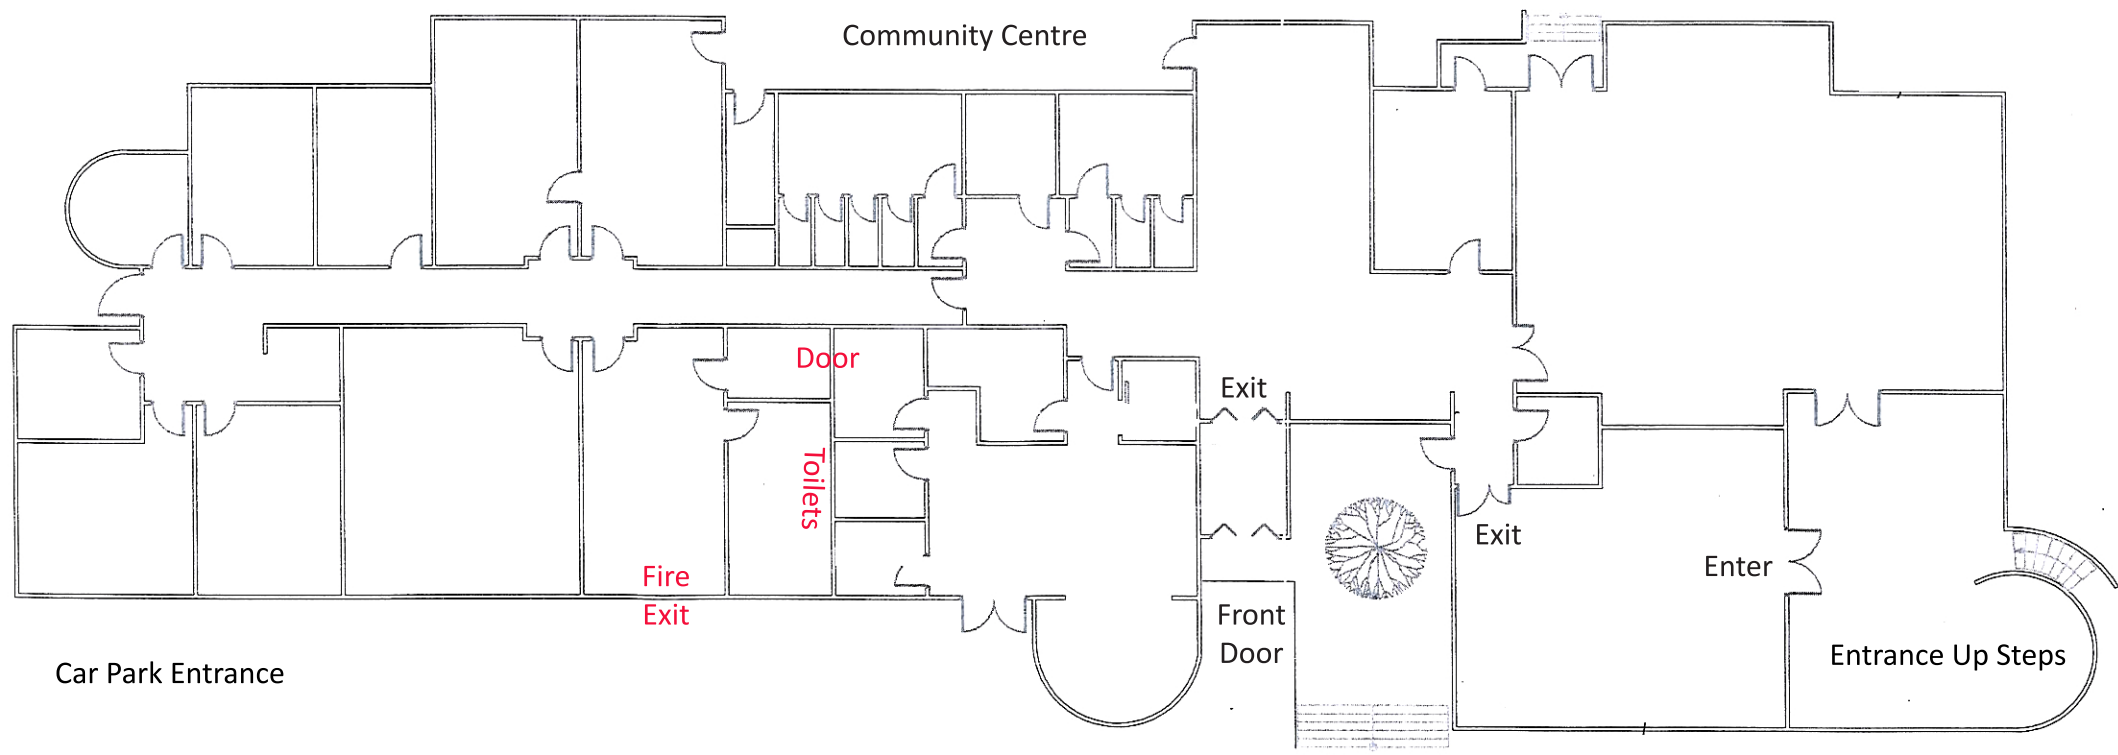 Community Centre
Door
Exit
Toilets
Exit
Enter
Fire
Exit
Front
Door
Entrance Up Steps
Car Park Entrance